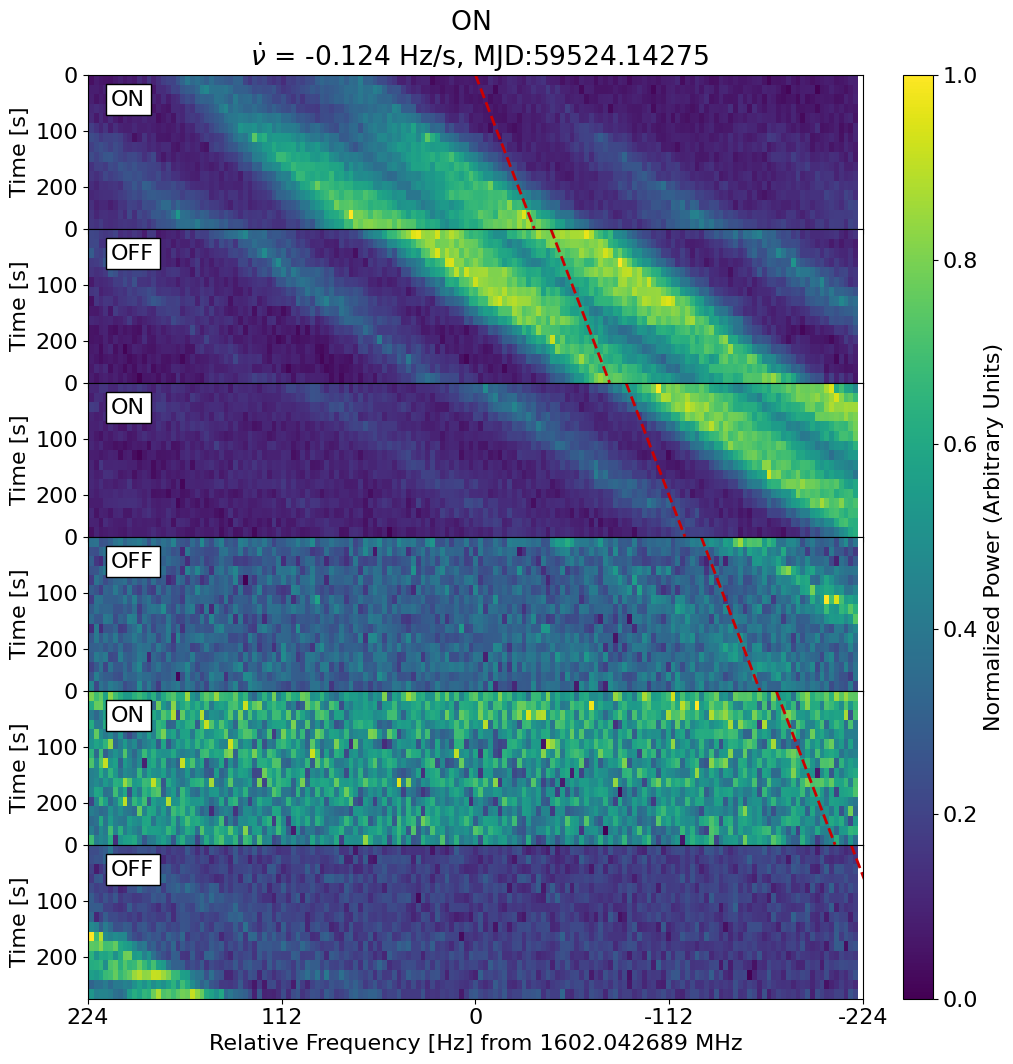 ON
ν̇ = -0.124 Hz/s, MJD:59524.14275
0
100
200
Time [s]
ON
0
100
200
Time [s]
OFF
0
100
200
Time [s]
ON
0
100
200
Time [s]
OFF
0
100
200
Time [s]
ON
0
100
200
Time [s]
OFF
224 112 0 -112 -224
Relative Frequency [Hz] from 1602.042689 MHz
1.0
0.8
0.6
0.4
0.2
0.0
Normalized Power (Arbitrary Units)